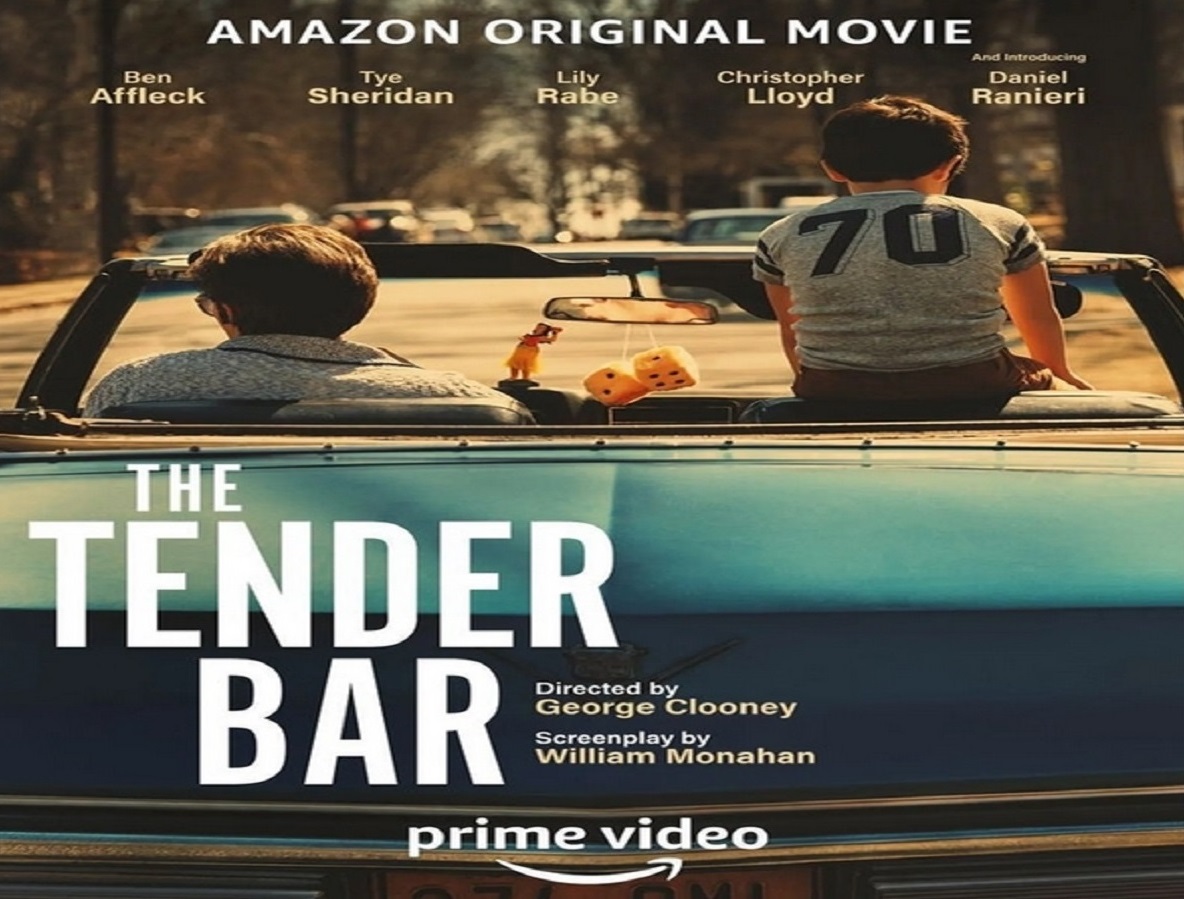 AMAZON ORIGINAL MOVIE
And Introducing
Ben Affleck
Tye Sheridan
Lily Rabe
Christopher Lloyd
Daniel Ranieri
70
THE
TENDER
BAR
Directed by
George Clooney
Screenplay by
William Monahan
prime video